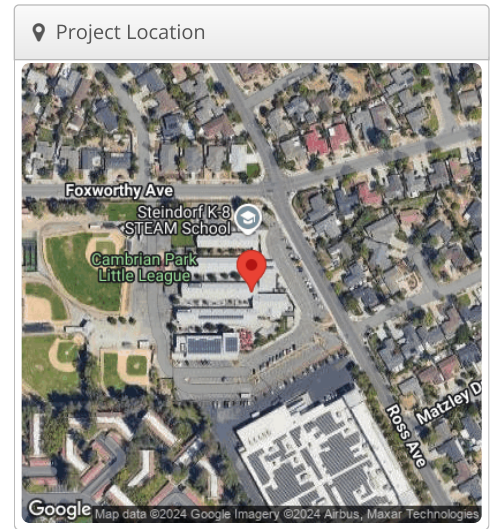 Project Location
Foxworthy Ave
Steindorf K-8
STEAM School
Cambrian Park
Little League
Matzley D
Ross Ave
Google
Map data ©2024 Google Imagery ©2024 Airbus, Maxar Technologies